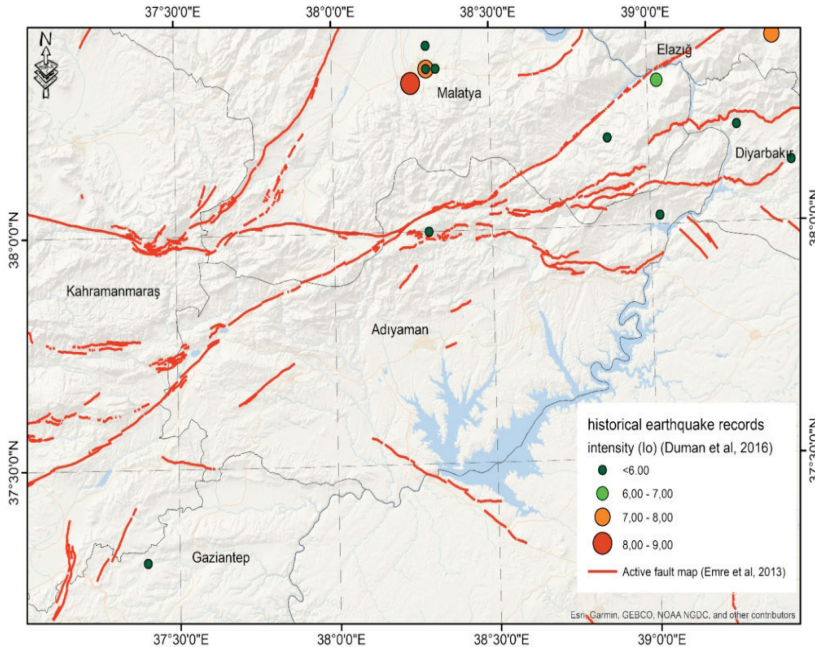 37°30'0"E 38°0'0"E 38°30'0"E 39°0'0"E
N
Elazığ
Malatya
Diyarbakır
38°0'0"N
38°0'0"N
Kahramanmaraş
Adıyaman
historical earthquake records
intensity (Io) (Duman et al, 2016)
<6.00
6,00 - 7,00
7,00 - 8,00
8,00 - 9,00
Active fault map (Emre et al, 2013)
37°30'0"N
37°30'0"N
Gaziantep
Esri, Garmin, GEBCO, NOAA NGDC, and other contributors
37°30'0"E 38°0'0"E 38°30'0"E 39°0'0"E